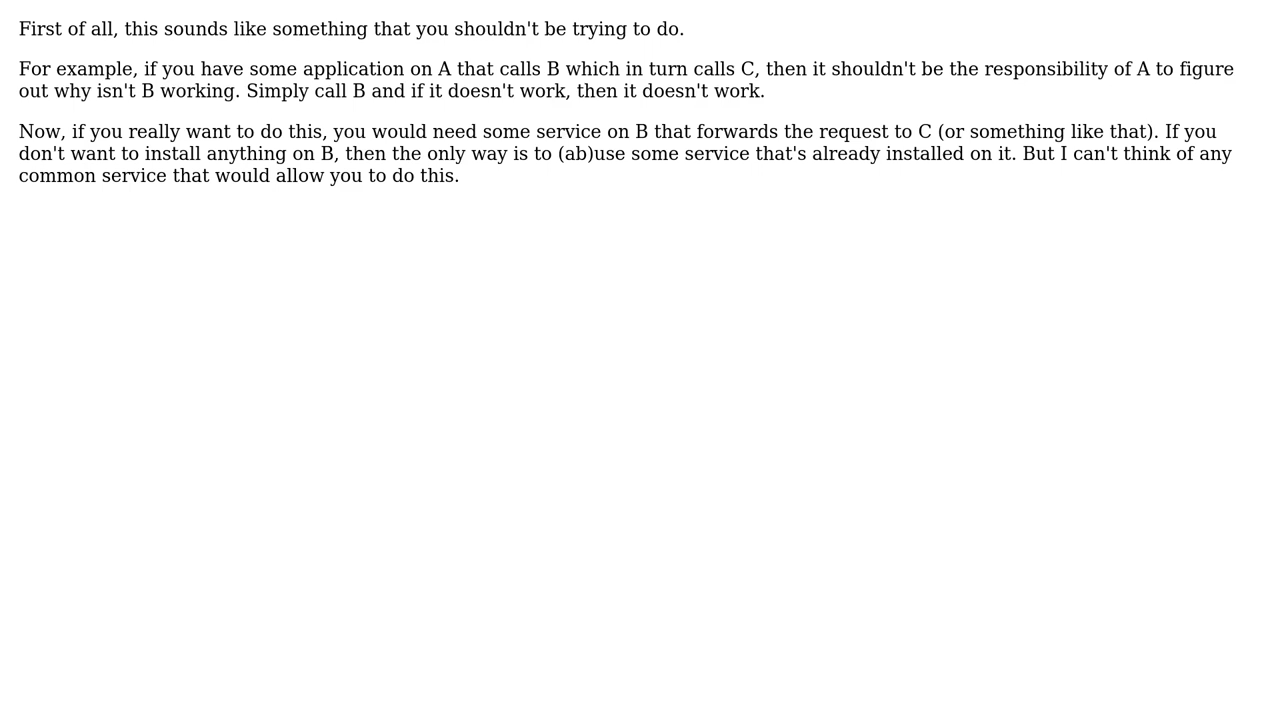 First of all, this sounds like something that you shouldn't be trying to do.
For example, if you have some application on A that calls B which in turn calls C, then it shouldn't be the responsibility of A to figure
out why isn't B working. Simply call B and if it doesn't work, then it doesn't work.
Now, if you really want to do this, you would need some service on B that forwards the request to C (or something like that). If you
don't want to install anything on B, then the only way is to (ab)use some service that's already installed on it. But I can't think of any
common service that would allow you to do this.